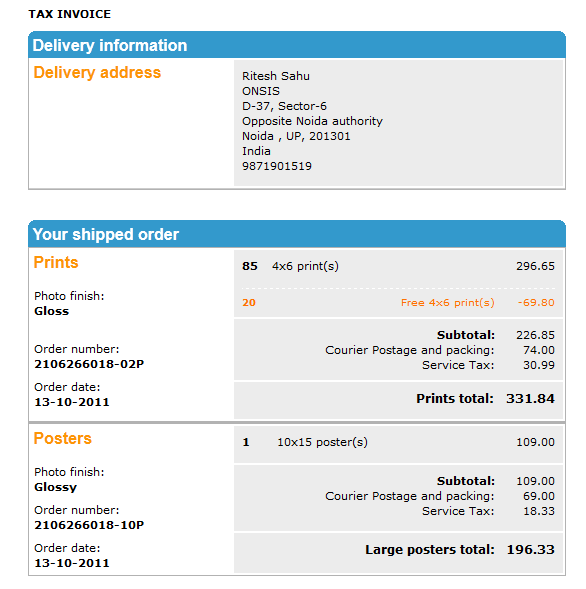 TAX INVOICE
Delivery information
Delivery address
Ritesh Sahu
ONSIS
D-37, Sector-6
Opposite Noida authority
Noida , UP, 201301
India
9871901519
Your shipped order
Prints
85 4x6 print(s) 296.65
20 Free 4x6 print(s) -69.80
Photo finish:
Gloss
Subtotal: 226.85
Courier Postage and packing: 74.00
Service Tax: 30.99
Order number:
2106266018-02P
Order date:
13-10-2011
Prints total: 331.84
Posters
1 10x15 poster(s) 109.00
Photo finish:
Glossy
Subtotal: 109.00
Courier Postage and packing: 69.00
Service Tax: 18.33
Order number:
2106266018-10P
Order date:
13-10-2011
Large posters total: 196.33